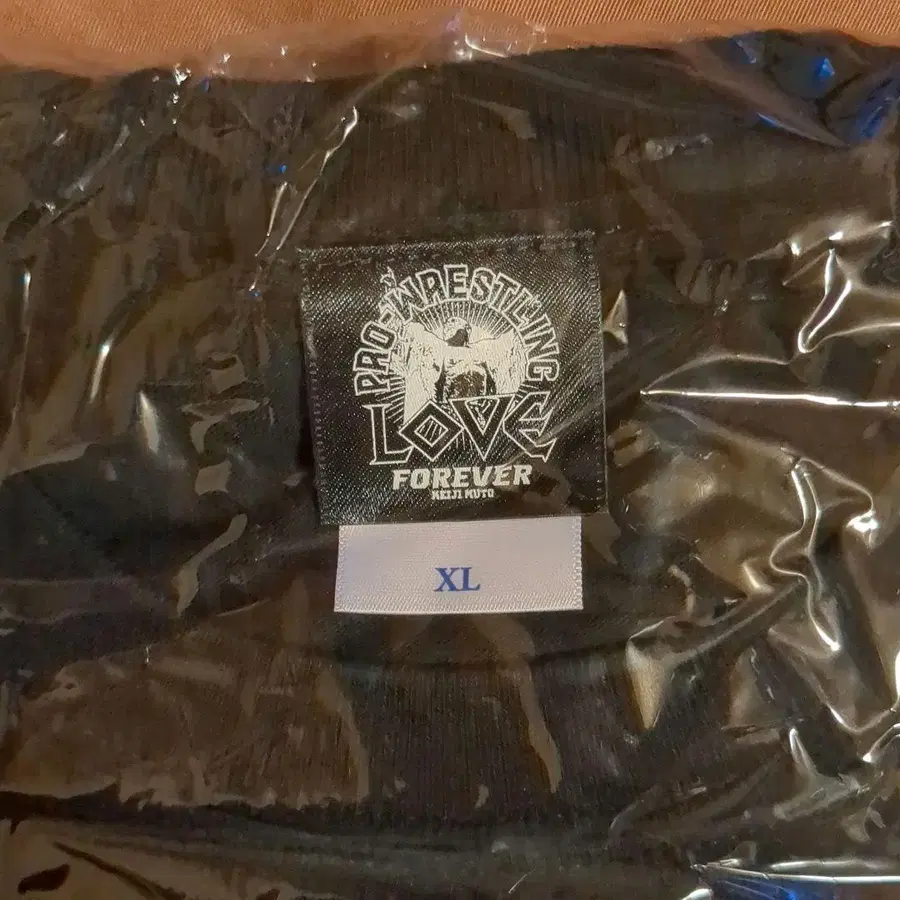 PRO-WRESTLING
LOVE
FOREVER
KEIJI MUTO
XL